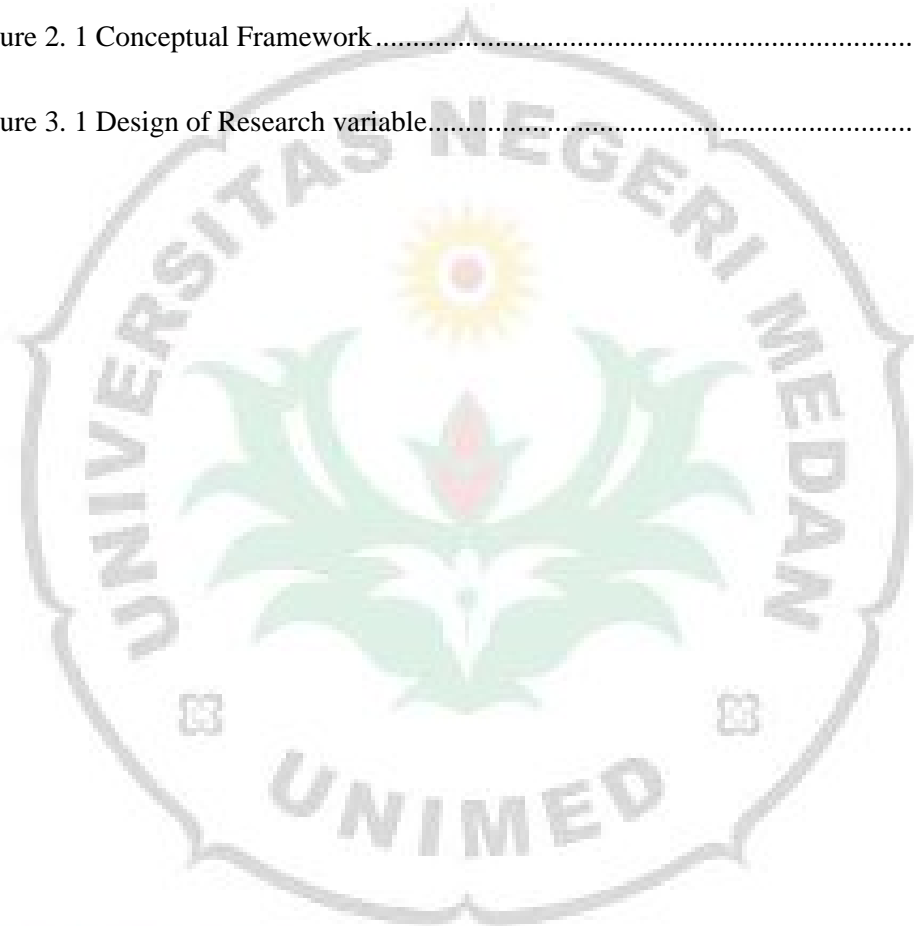 ure 2. 1 Conceptual Framework..........................................................................
ure 3. 1 Design of Research variable..................................................................
UNIVERSITAS NEGERI MEDAN
UNIMED